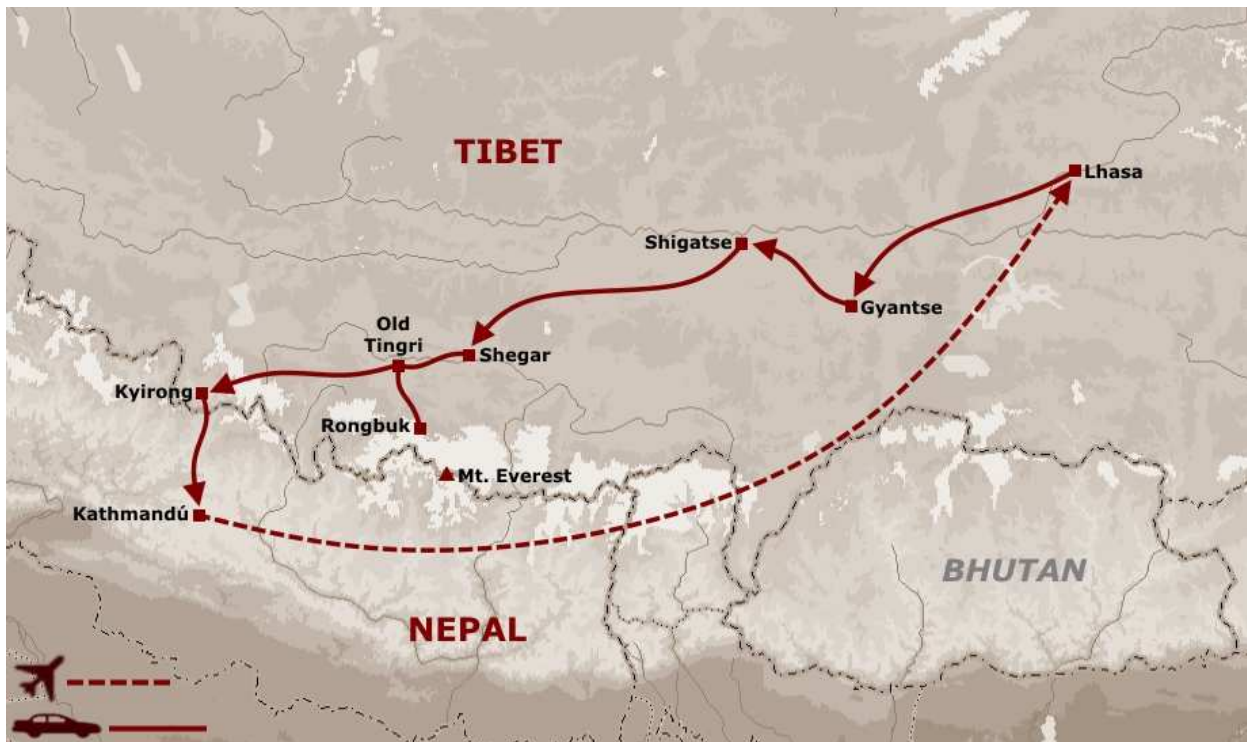 TIBET
Lhasa
Shigatse
Gyantse
Old
Tingri
Shegar
Kyirong
Rongbuk
Mt. Everest
Kathmandú
BHUTAN
NEPAL